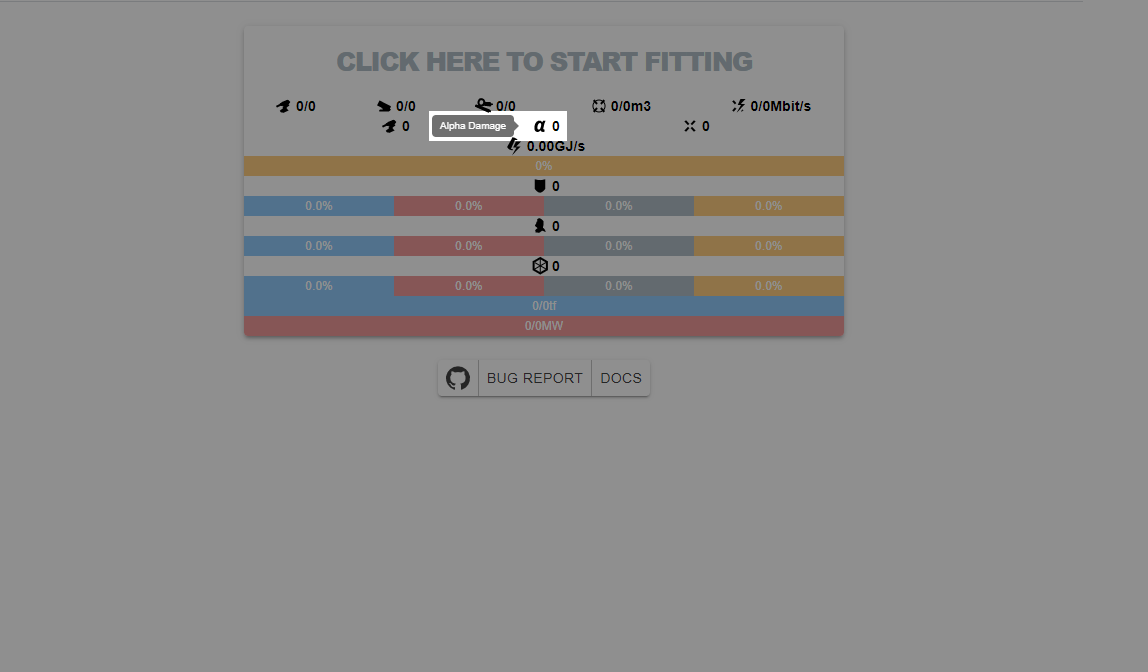 CLICK HERE TO START FITTING
0/0 0/0 0/0 0/0m3 0/0Mbit/s
0 Alpha Damage α 0 0
0.00GJ/s
0%
0
0.0% 0.0% 0.0% 0.0%
0
0.0% 0.0% 0.0% 0.0%
0
0.0% 0.0% 0.0% 0.0%
0/0tf
0/0MW
BUG REPORT DOCS